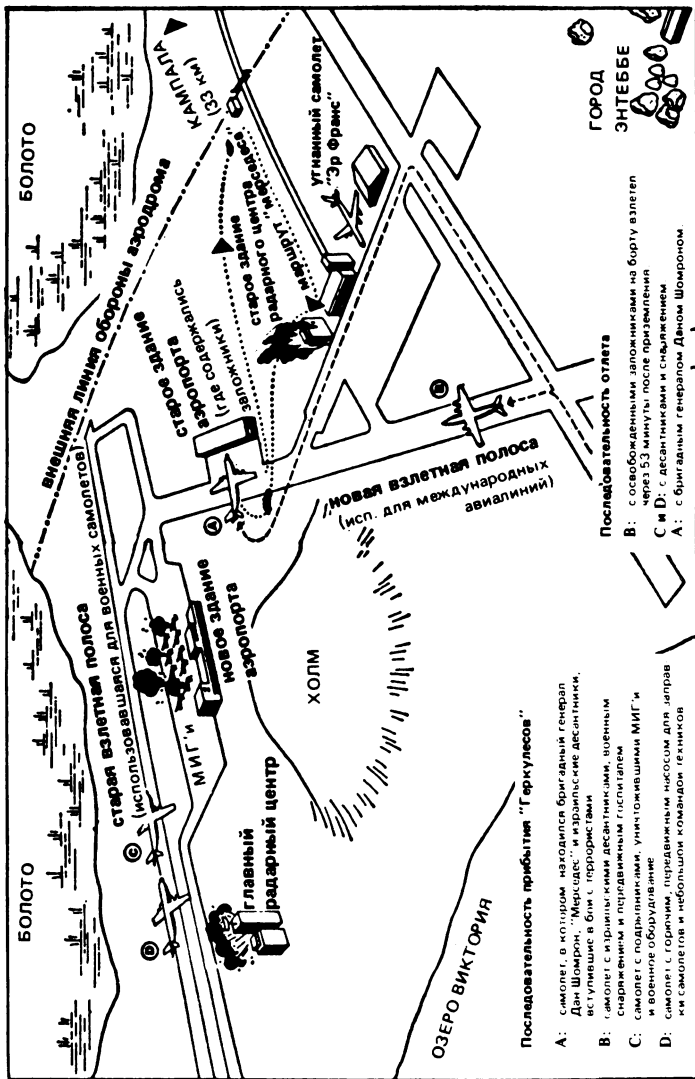 БОЛОТО
БОЛОТО
КАМПАЛА
(33 км)
ВНЕШНЯЯ ЛИНИЯ ОБОРОНЫ АЭРОДРОМА
старая взлетная полоса
(использовавшаяся для военных самолетов)
старое здание
аэропорта
(где содержались
заложники)
старое здание
радарного центра
маршрут "мерседеса"
угнанный самолет
"Эр Франс"
ГОРОД
ЭНТЕББЕ
D
C
A
B
МИГ'и
новое здание
аэропорта
главный
радарный центр
новая взлетная полоса
(исп. для международных
авиалиний)
ХОЛМ
ОЗЕРО ВИКТОРИЯ
Последовательность прибытия "Геркулесов"
A: самолет, в котором находился бригадный генерал
Дан Шомрон, "Мерседес" и израильские десантники,
вступившие в бой с террористами
B: самолет с израильскими десантниками, военным
снаряжением и передвижным госпиталем
C: самолет с подрывниками, уничтожившими МИГ'и
и военное оборудование
D: самолет с горючим, передвижным насосом для заправ
ки самолетов и небольшой командой техников
Последовательность отлета
B: с освобожденными заложниками на борту взлетел
через 53 минуты после приземления
C и D: с десантниками и снаряжением
A: с бригадным генералом Даном Шомроном.